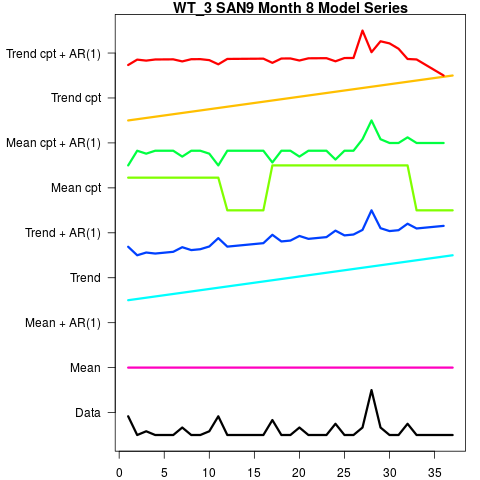 WT_3 SAN9 Month 8 Model Series
Trend cpt + AR(1)
Trend cpt
Mean cpt + AR(1)
Mean cpt
Trend + AR(1)
Trend
Mean + AR(1)
Mean
Data
0 5 10 15 20 25 30 35